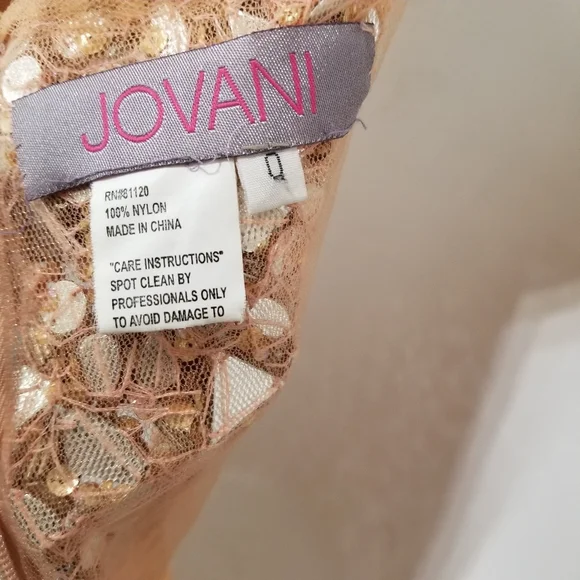 JOVANI
Q
RN#81120
100% NYLON
MADE IN CHINA
"CARE INSTRUCTIONS"
SPOT CLEAN BY
PROFESSIONALS ONLY
TO AVOID DAMAGE TO